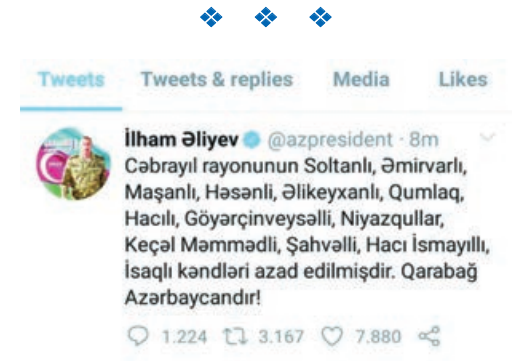 Tweets Tweets & replies Media Likes
İlham Əliyev @azpresident · 8m
Cəbrayıl rayonunun Soltanlı, Əmirvarlı,
Maşanlı, Həsənli, Əlikeyxanlı, Qumlaq,
Hacılı, Göyərçinveysəlli, Niyazqullar,
Keçəl Məmmədli, Şahvəlli, Hacı İsmayıllı,
İsaqlı kəndləri azad edilmişdir. Qarabağ
Azərbaycandır!
1.224 3.167 7.880